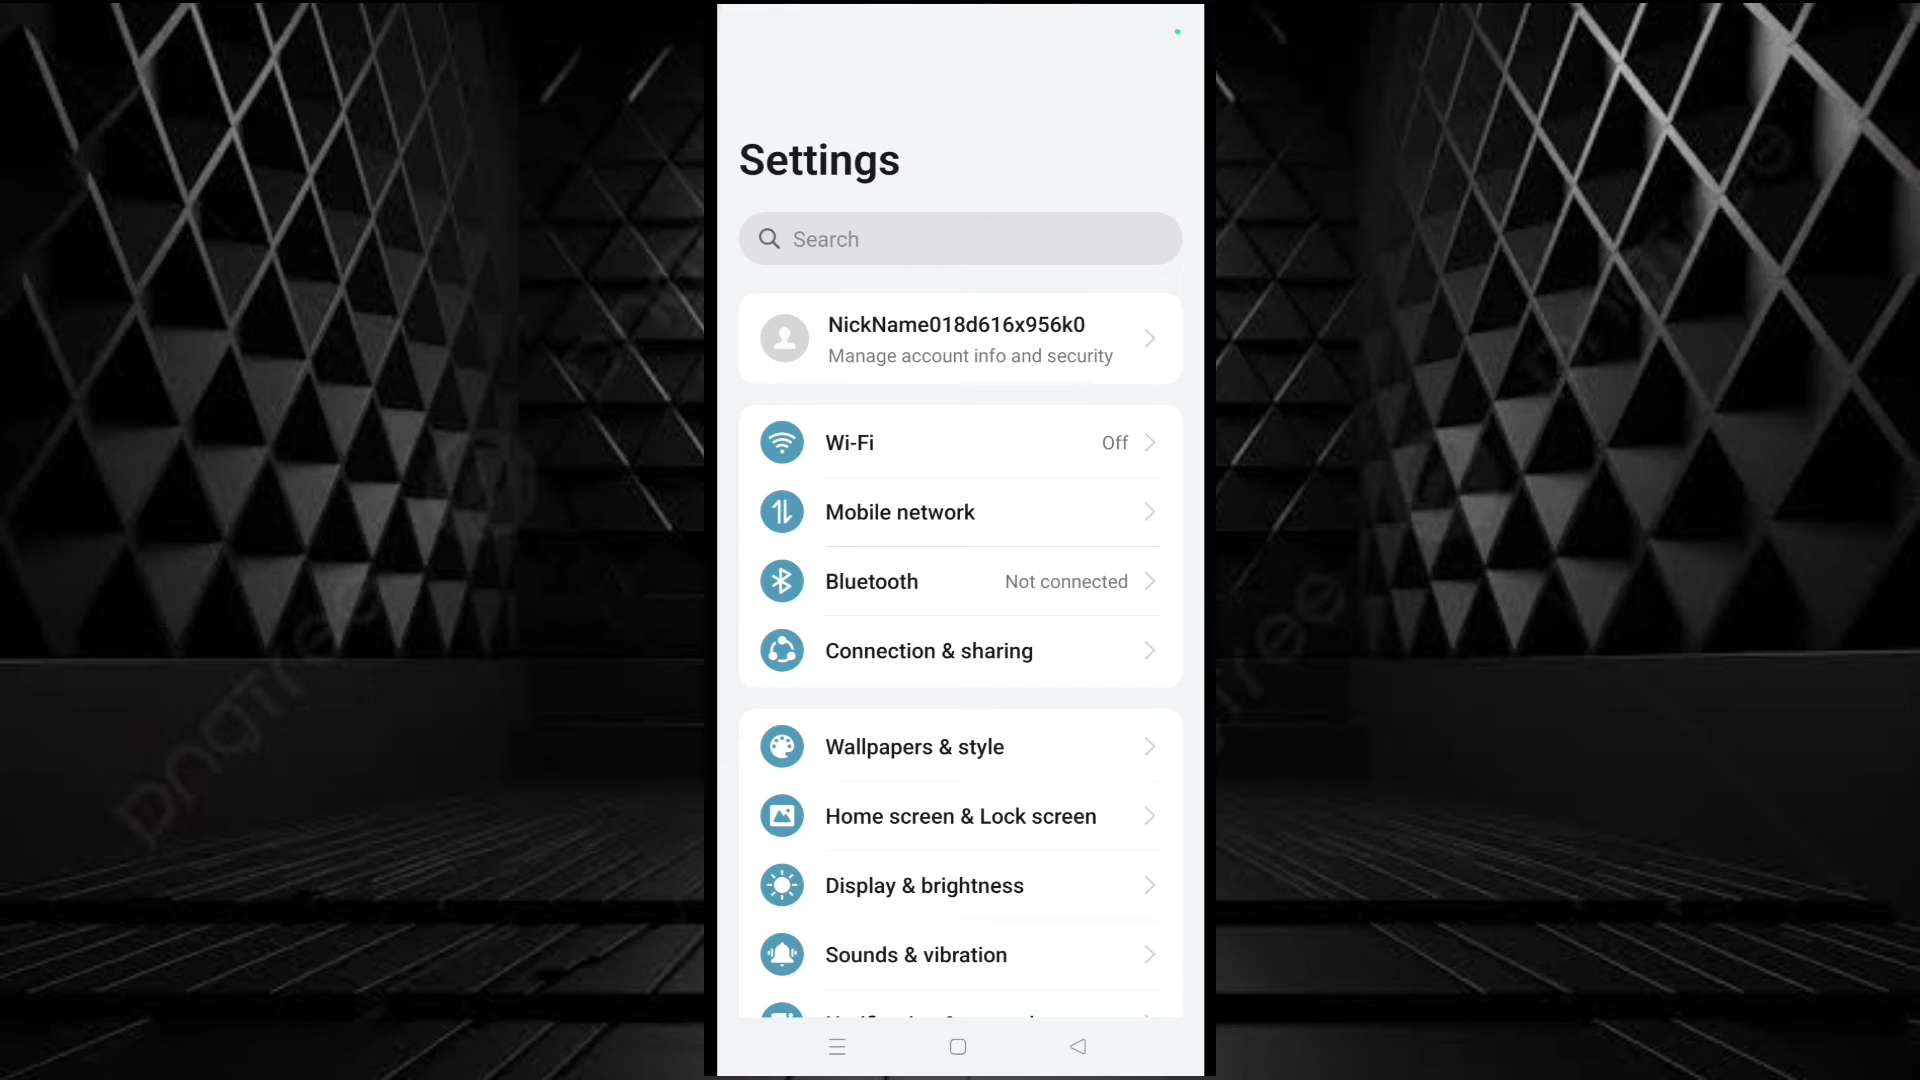 Settings
Search
NickName018d616x956k0
Manage account info and security
Wi-Fi Off
Mobile network
Bluetooth Not connected
Connection & sharing
Wallpapers & style
Home screen & Lock screen
Display & brightness
Sounds & vibration
pngtree